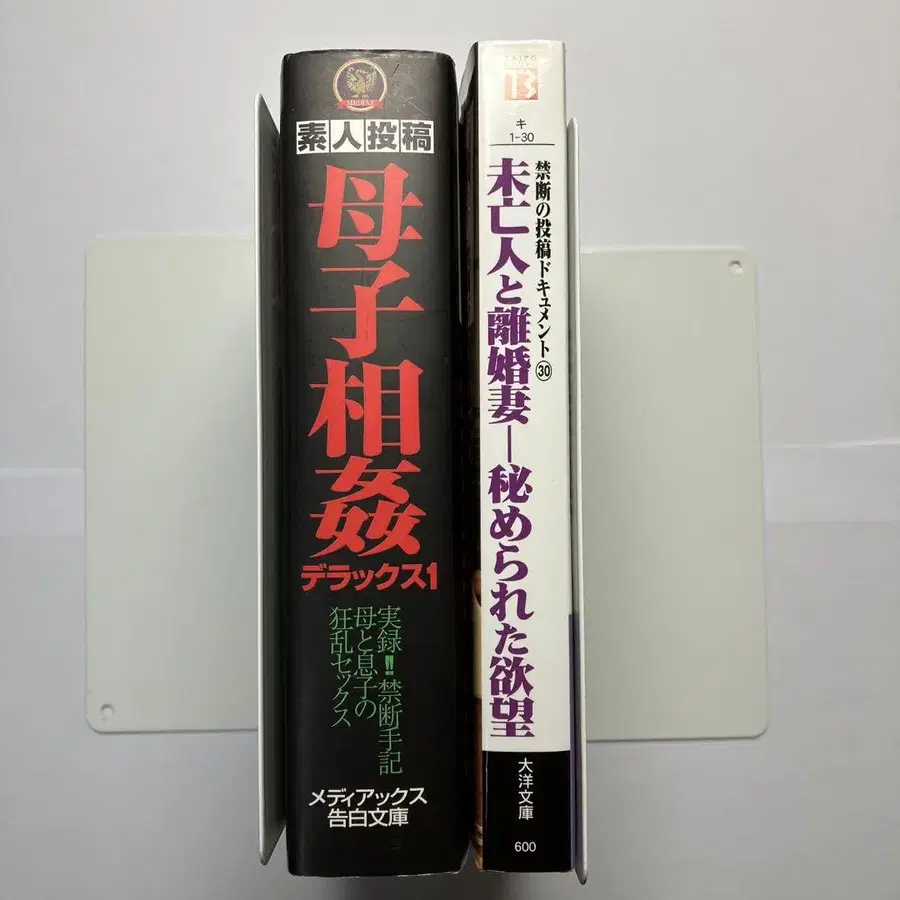 MEDIAX
素人投稿
母子相姦
デラックス1
実録!!禁断手記
母と息子の
狂乱セックス
メディアックス
告白文庫
キ
1-30
禁断の投稿ドキュメント㉚
未亡人と離婚妻―秘められた欲望
大洋文庫
600